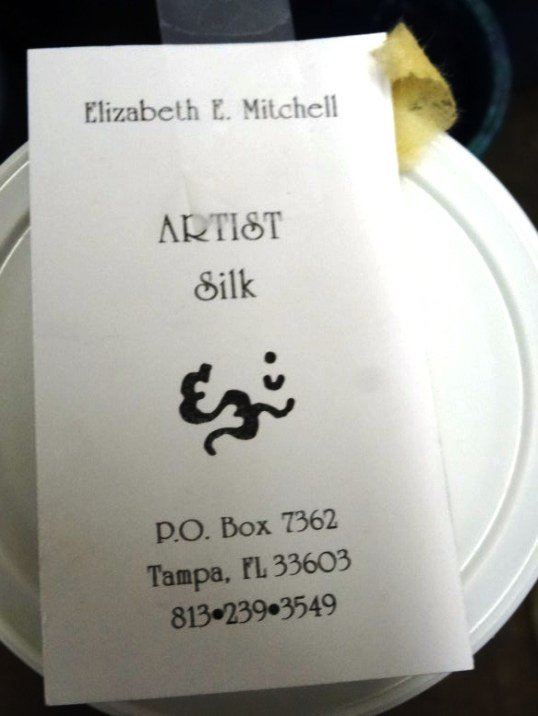 Elizabeth E. Mitchell
ARTIST
Silk
P.O. Box 7362
Tampa, FL 33603
813•239•3549